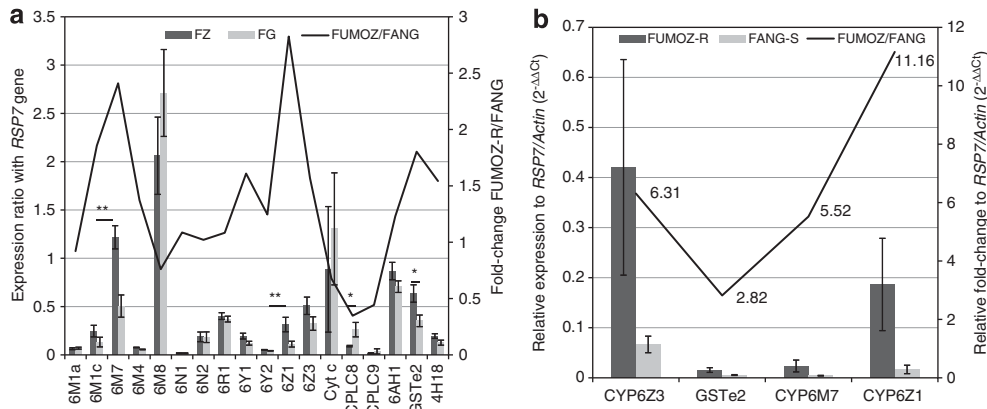 a
3.5
3
2.5
2
1.5
1
0.5
0
Expression ratio with RSP7 gene
FZ FG FUMOZ/FANG
**
**
*
*
3
2.5
2
1.5
1
0.5
0
Fold-change FUMOZ-R/FANG
6M1a
6M1c
6M7
6M4
6M8
6N1
6N2
6R1
6Y1
6Y2
6Z1
6Z3
Cyt c
CPLC8
CPLC9
6AH1
GSTe2
4H18
b
0.7
0.6
0.5
0.4
0.3
0.2
0.1
0
Relative expression to RSP7/Actin (2-ΔΔCt)
FUMOZ-R FANG-S FUMOZ/FANG
6.31
2.82
5.52
11.16
12
10
8
6
4
2
0
Relative fold-change to RSP7/Actin (2-ΔΔCt)
CYP6Z3 GSTe2 CYP6M7 CYP6Z1